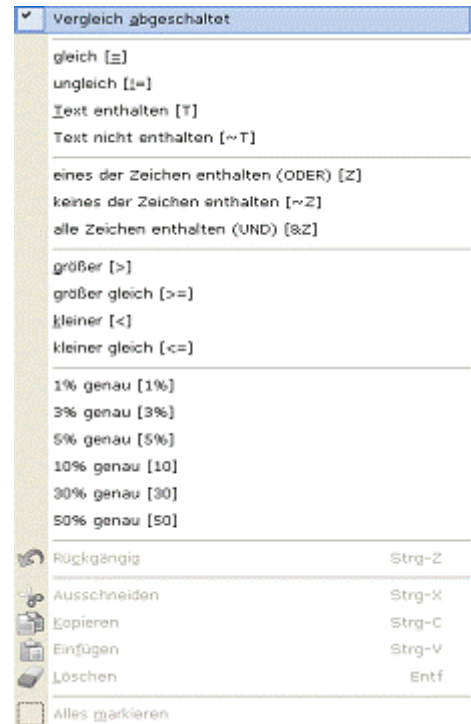 Vergleich abgeschaltet
gleich [=]
ungleich [!=]
Text enthalten [T]
Text nicht enthalten [~T]
eines der Zeichen enthalten (ODER) [Z]
keines der Zeichen enthalten [~Z]
alle Zeichen enthalten (UND) [&Z]
größer [>]
größer gleich [>=]
kleiner [<]
kleiner gleich [<=]
1% genau [1%]
3% genau [3%]
5% genau [5%]
10% genau [10]
30% genau [30]
50% genau [50]
Rückgängig Strg-Z
Ausschneiden Strg-X
Kopieren Strg-C
Einfügen Strg-V
Löschen Entf
Alles markieren